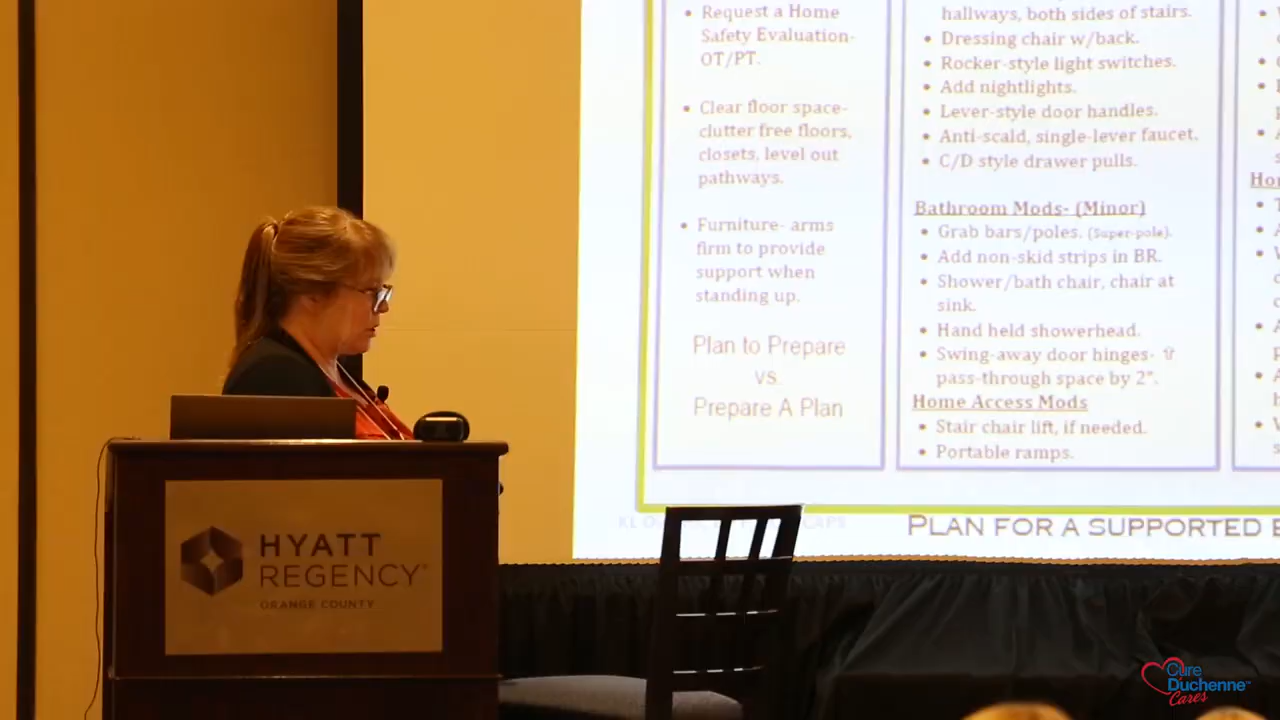 • Request a Home
Safety Evaluation-
OT/PT.
• Clear floor space-
clutter free floors,
closets, level out
pathways.
• Furniture- arms
firm to provide
support when
standing up.
Plan to Prepare
vs.
Prepare A Plan
hallways, both sides of stairs.
• Dressing chair w/back.
• Rocker-style light switches.
• Add nightlights.
• Lever-style door handles.
• Anti-scald, single-lever faucet.
• C/D style drawer pulls.
Bathroom Mods- (Minor)
• Grab bars/poles. (Super-pole).
• Add non-skid strips in BR.
• Shower/bath chair, chair at
sink.
• Hand held showerhead.
• Swing-away door hinges- ⇧
pass-through space by 2".
Home Access Mods
• Stair chair lift, if needed.
• Portable ramps.
PLAN FOR A SUPPORTED
HYATT
REGENCY®
ORANGE COUNTY
Cure
Duchenne™
Cares